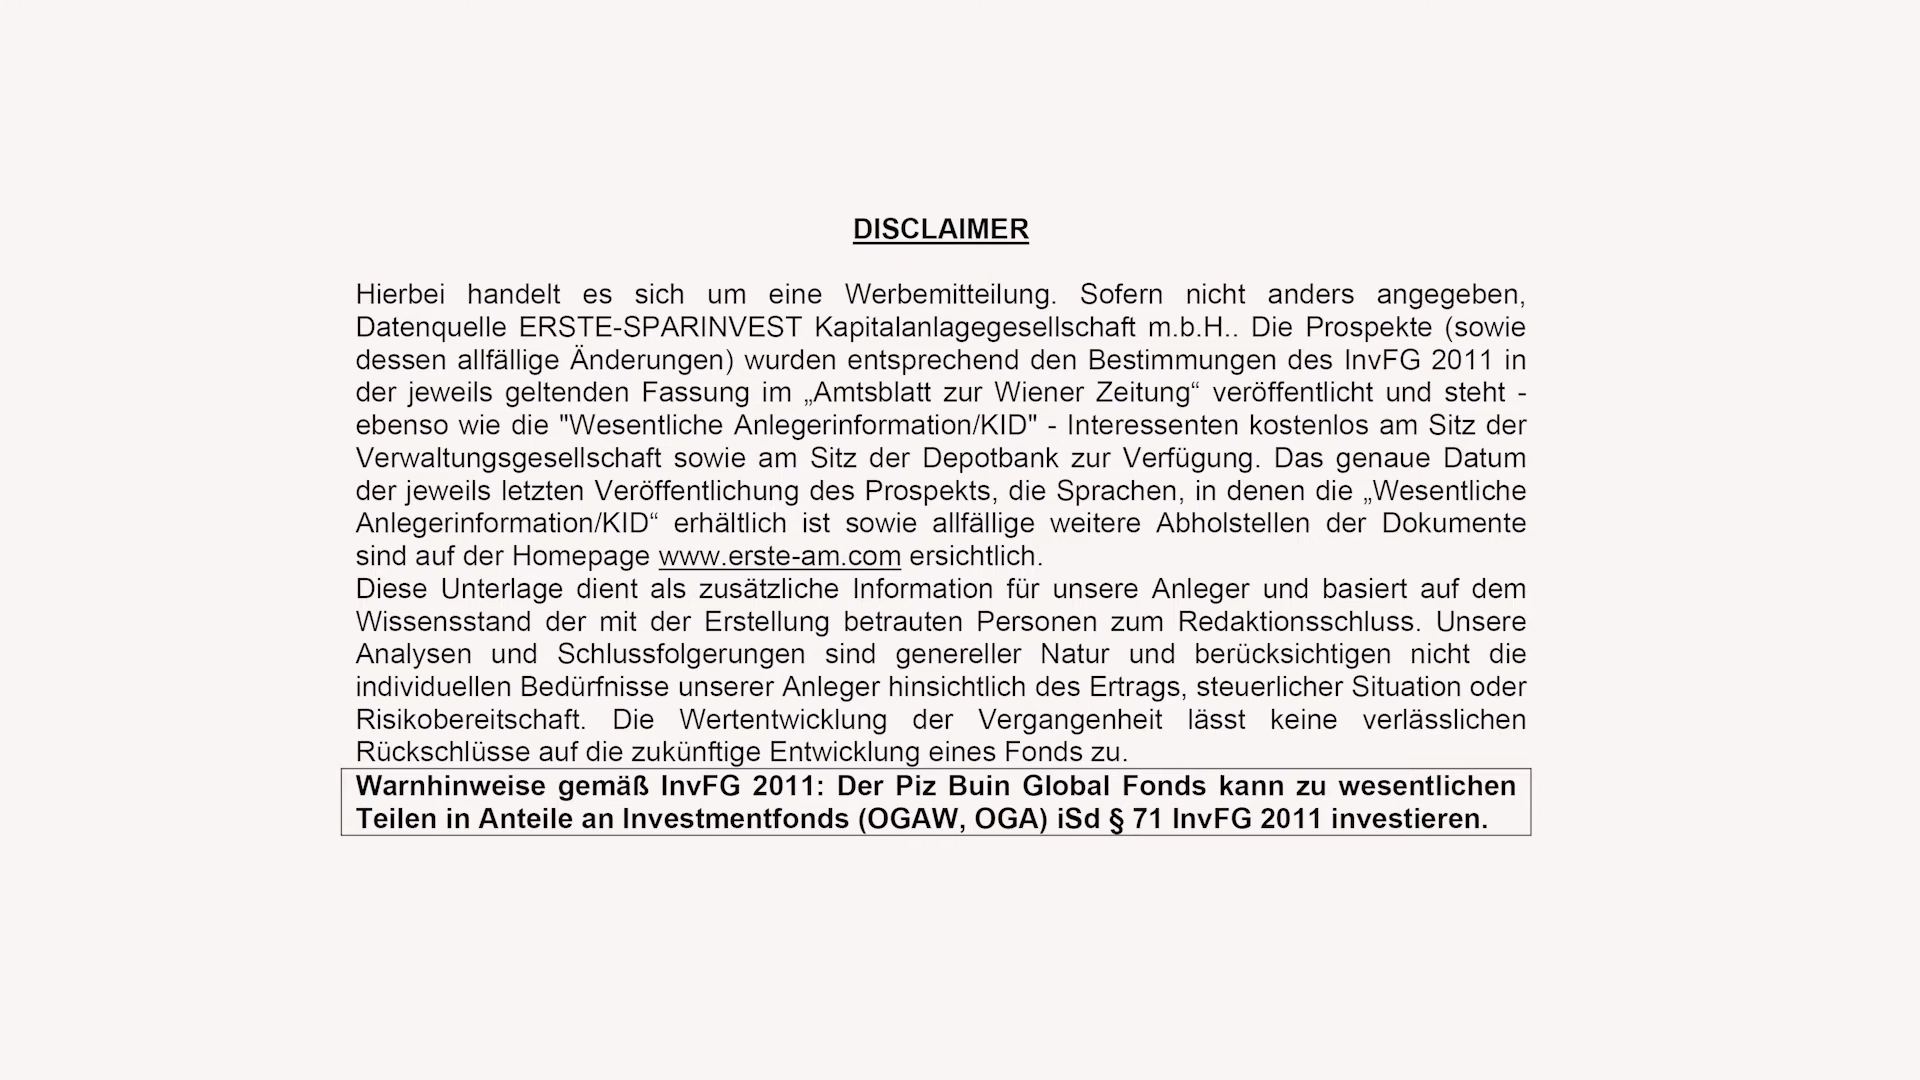 DISCLAIMER
Hierbei handelt es sich um eine Werbemitteilung. Sofern nicht anders angegeben,
Datenquelle ERSTE-SPARINVEST Kapitalanlagegesellschaft m.b.H.. Die Prospekte (sowie
dessen allfällige Änderungen) wurden entsprechend den Bestimmungen des InvFG 2011 in
der jeweils geltenden Fassung im „Amtsblatt zur Wiener Zeitung“ veröffentlicht und steht -
ebenso wie die "Wesentliche Anlegerinformation/KID" - Interessenten kostenlos am Sitz der
Verwaltungsgesellschaft sowie am Sitz der Depotbank zur Verfügung. Das genaue Datum
der jeweils letzten Veröffentlichung des Prospekts, die Sprachen, in denen die „Wesentliche
Anlegerinformation/KID“ erhältlich ist sowie allfällige weitere Abholstellen der Dokumente
sind auf der Homepage www.erste-am.com ersichtlich.
Diese Unterlage dient als zusätzliche Information für unsere Anleger und basiert auf dem
Wissensstand der mit der Erstellung betrauten Personen zum Redaktionsschluss. Unsere
Analysen und Schlussfolgerungen sind genereller Natur und berücksichtigen nicht die
individuellen Bedürfnisse unserer Anleger hinsichtlich des Ertrags, steuerlicher Situation oder
Risikobereitschaft. Die Wertentwicklung der Vergangenheit lässt keine verlässlichen
Rückschlüsse auf die zukünftige Entwicklung eines Fonds zu.
Warnhinweise gemäß InvFG 2011: Der Piz Buin Global Fonds kann zu wesentlichen
Teilen in Anteile an Investmentfonds (OGAW, OGA) iSd § 71 InvFG 2011 investieren.